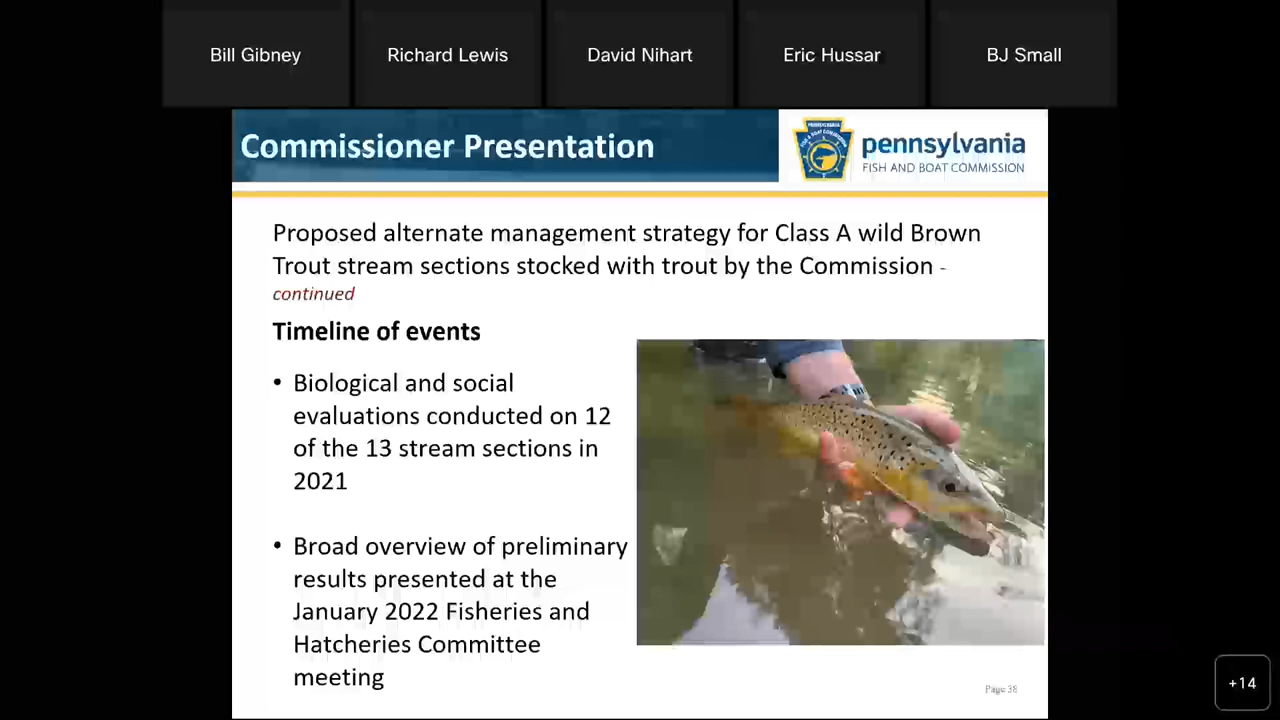 Bill Gibney
Richard Lewis
David Nihart
Eric Hussar
BJ Small
Commissioner Presentation
pennsylvania
FISH AND BOAT COMMISSION
Proposed alternate management strategy for Class A wild Brown
Trout stream sections stocked with trout by the Commission -
continued
Timeline of events
• Biological and social
evaluations conducted on 12
of the 13 stream sections in
2021
• Broad overview of preliminary
results presented at the
January 2022 Fisheries and
Hatcheries Committee
meeting
Page 38
+14